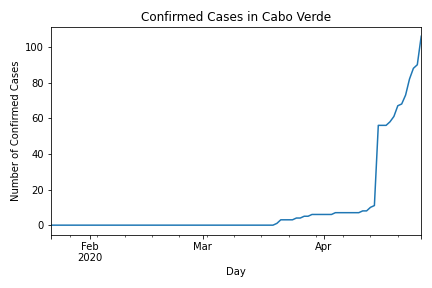 Confirmed Cases in Cabo Verde
100
80
60
40
20
0
Number of Confirmed Cases
Feb
2020
Mar
Apr
Day